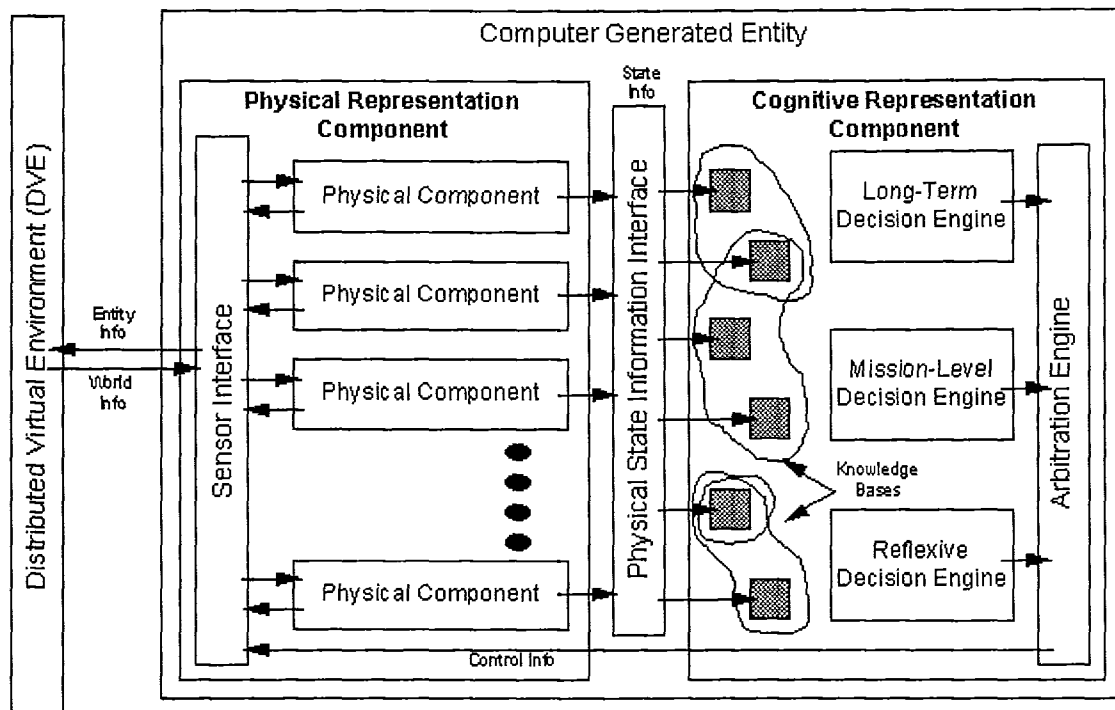 Computer Generated Entity
Distributed Virtual Environment (DVE)
Entity
Info
World
Info
Physical Representation
Component
Sensor Interface
Physical Component
Physical Component
Physical Component
Physical Component
State
Info
Physical State Information Interface
Cognitive Representation
Component
Long-Term
Decision Engine
Mission-Level
Decision Engine
Knowledge
Bases
Reflexive
Decision Engine
Arbitration Engine
Control Info